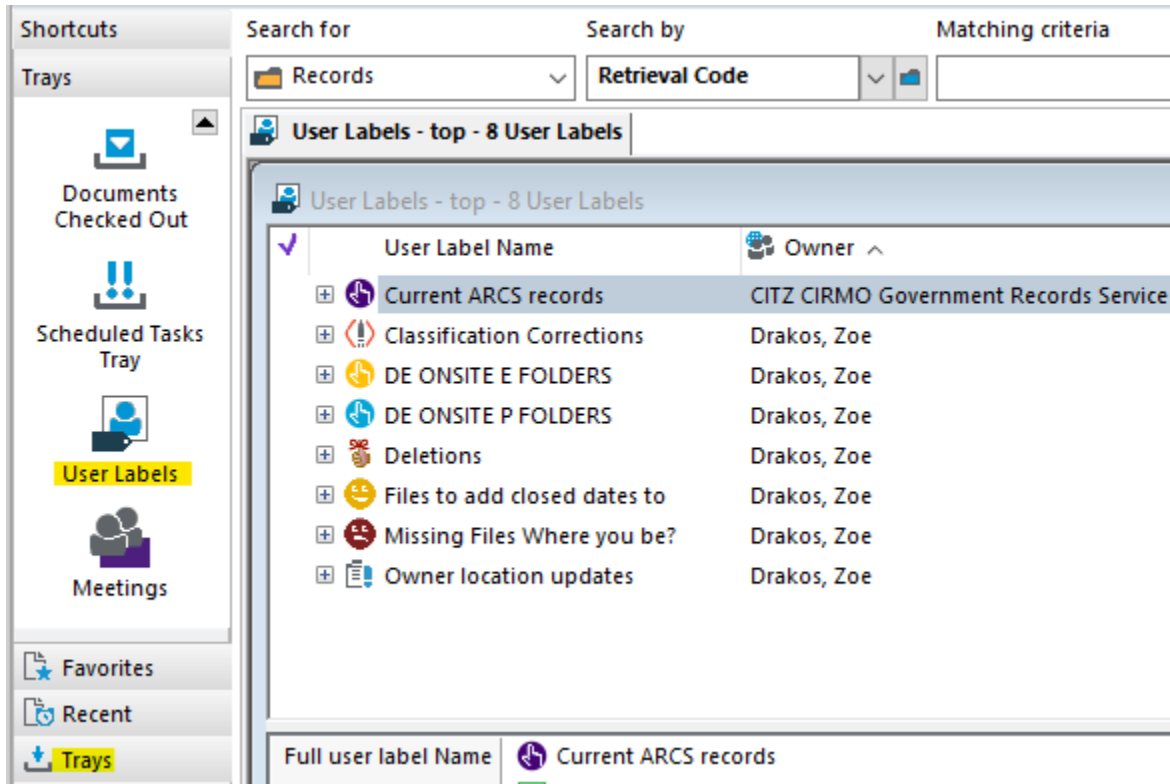 Shortcuts
Trays
Documents
Checked Out
Scheduled Tasks
Tray
User Labels
Meetings
Favorites
Recent
Trays
Search for
Search by
Matching criteria
Records
Retrieval Code
User Labels - top - 8 User Labels
User Labels - top - 8 User Labels
User Label Name Owner
Current ARCS records CITZ CIRMO Government Records Service
Classification Corrections Drakos, Zoe
DE ONSITE E FOLDERS Drakos, Zoe
DE ONSITE P FOLDERS Drakos, Zoe
Deletions Drakos, Zoe
Files to add closed dates to Drakos, Zoe
Missing Files Where you be? Drakos, Zoe
Owner location updates Drakos, Zoe
Full user label Name Current ARCS records